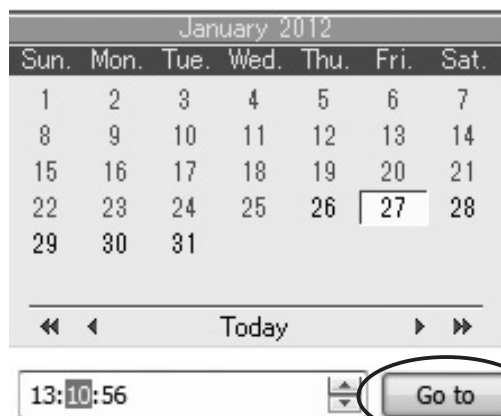 January 2012
Sun. Mon. Tue. Wed. Thu. Fri. Sat.
1 2 3 4 5 6 7
8 9 10 11 12 13 14
15 16 17 18 19 20 21
22 23 24 25 26 27 28
29 30 31
Today
13:10:56 Go to